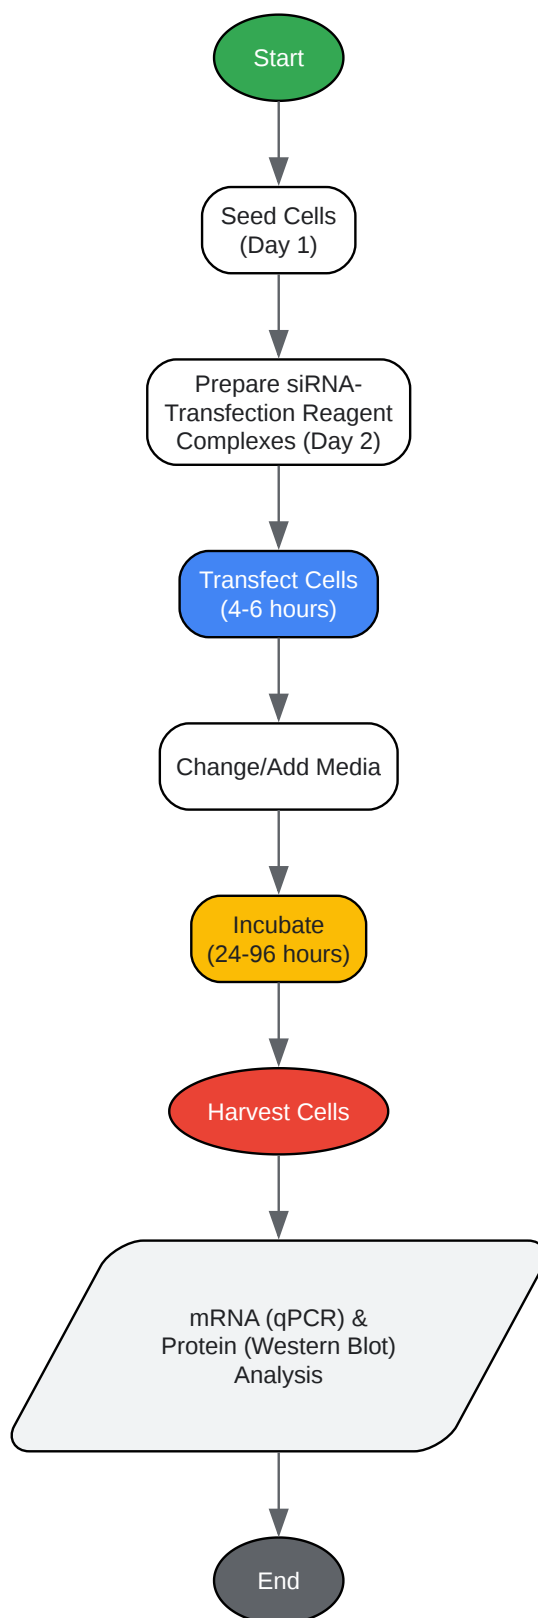 Start
Seed Cells
(Day 1)
Prepare siRNA-
Transfection Reagent
Complexes (Day 2)
Transfect Cells
(4-6 hours)
Change/Add Media
Incubate
(24-96 hours)
Harvest Cells
mRNA (qPCR) &
Protein (Western Blot)
Analysis
End